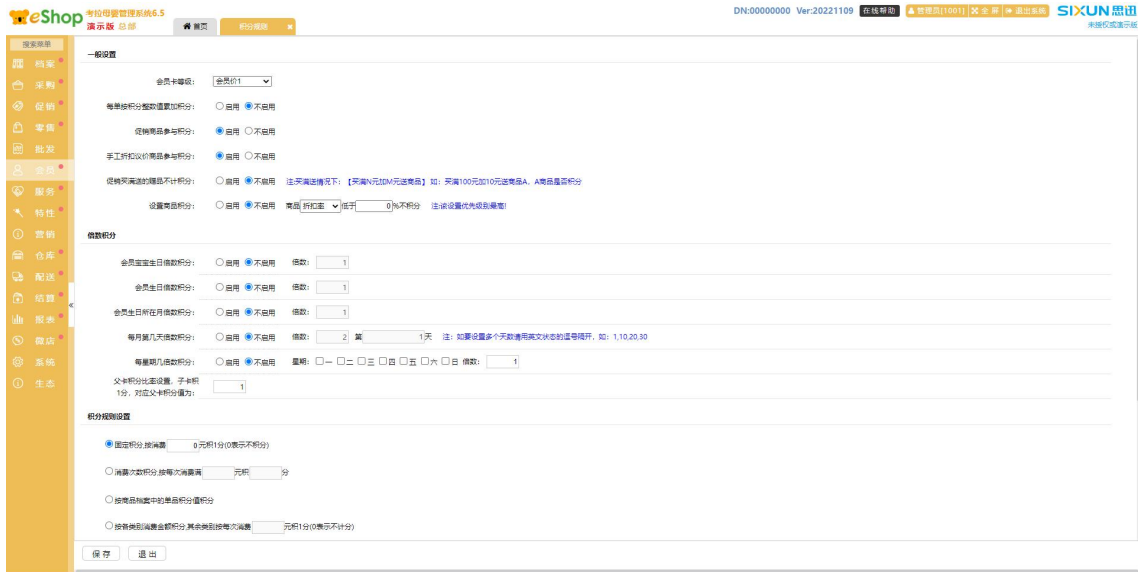 eShop 考拉母婴管理系统6.5
演示版 总部
首页
积分规则 ×
DN:00000000 Ver:20221109 在线帮助 管理员[1001] 全 屏 退出系统 SIXUN思迅
未授权或演示版
搜索菜单
档案
采购
促销
零售
批发
会员
服务
特性
营销
仓库
配送
结算
报表
微店
系统
生态
一般设置
会员卡等级: 会员价1
每单按积分整数值累加积分: 启用 不启用
促销商品参与积分: 启用 不启用
手工折扣议价商品参与积分: 启用 不启用
促销买满送的赠品不计积分: 启用 不启用 注:买满送情况下:【买满N元加M元送商品】如:买满100元加10元送商品A, A商品是否积分
设置商品积分: 启用 不启用 商品 折扣率 低于 0 %不积分 注:该设置优先级别最高!
倍数积分
会员宝宝生日倍数积分: 启用 不启用 倍数: 1
会员生日倍数积分: 启用 不启用 倍数: 1
会员生日所在月倍数积分: 启用 不启用 倍数: 1
每月第几天倍数积分: 启用 不启用 倍数: 2 第 1 天 注: 如要设置多个天数请用英文状态的逗号隔开, 如: 1,10,20,30
每星期几倍数积分: 启用 不启用 星期: 一 二 三 四 五 六 日 倍数: 1
父卡积分比率设置, 子卡积
1分, 对应父卡积分值为: 1
积分规则设置
固定积分,按消费 0 元积1分(0表示不积分)
消费次数积分,按每次消费满 元积 分
按商品档案中的单品积分值积分
按各类别消费金额积分,其余类别按每次消费 元积1分(0表示不计分)
保 存 退 出